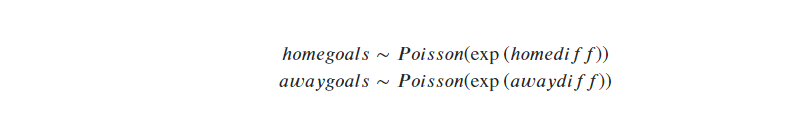 homegoals ∼ Poisson(exp (homediff))
awaygoals ∼ Poisson(exp (awaydiff))